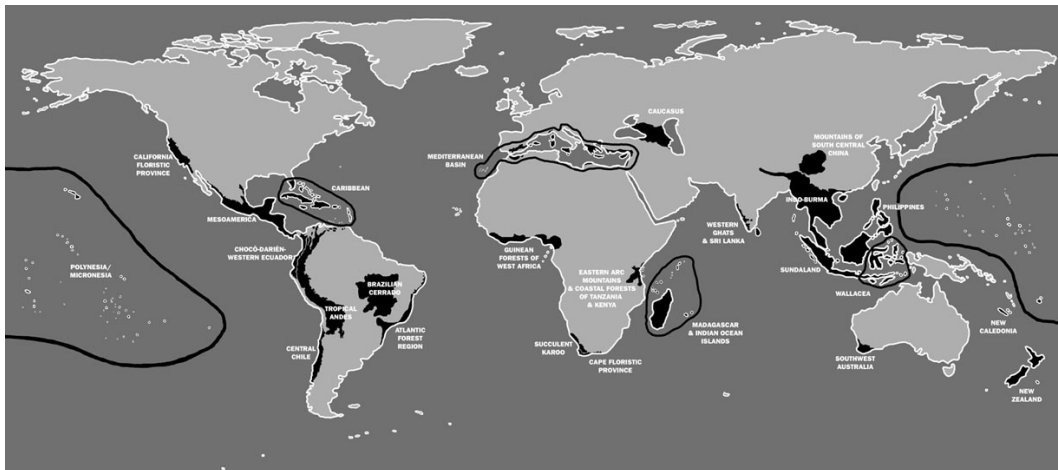 CAUCASUS
MOUNTAINS OF
SOUTH CENTRAL
CHINA
CALIFORNIA
FLORISTIC
PROVINCE
MEDITERRANEAN
BASIN
CARIBBEAN
MESOAMERICA
INDO-BURMA
PHILIPPINES
WESTERN
GHATS
& SRI LANKA
CHOCÓ-DARIÉN-
WESTERN ECUADOR
GUINEAN
FORESTS OF
WEST AFRICA
POLYNESIA/
MICRONESIA
SUNDALAND
EASTERN ARC
MOUNTAINS
& COASTAL FORESTS
OF TANZANIA
& KENYA
BRAZILIAN
CERRADO
WALLACEA
TROPICAL
ANDES
NEW
CALEDONIA
MADAGASCAR
& INDIAN OCEAN
ISLANDS
ATLANTIC
FOREST
REGION
CENTRAL
CHILE
SUCCULENT
KAROO
CAPE FLORISTIC
PROVINCE
SOUTHWEST
AUSTRALIA
NEW
ZEALAND